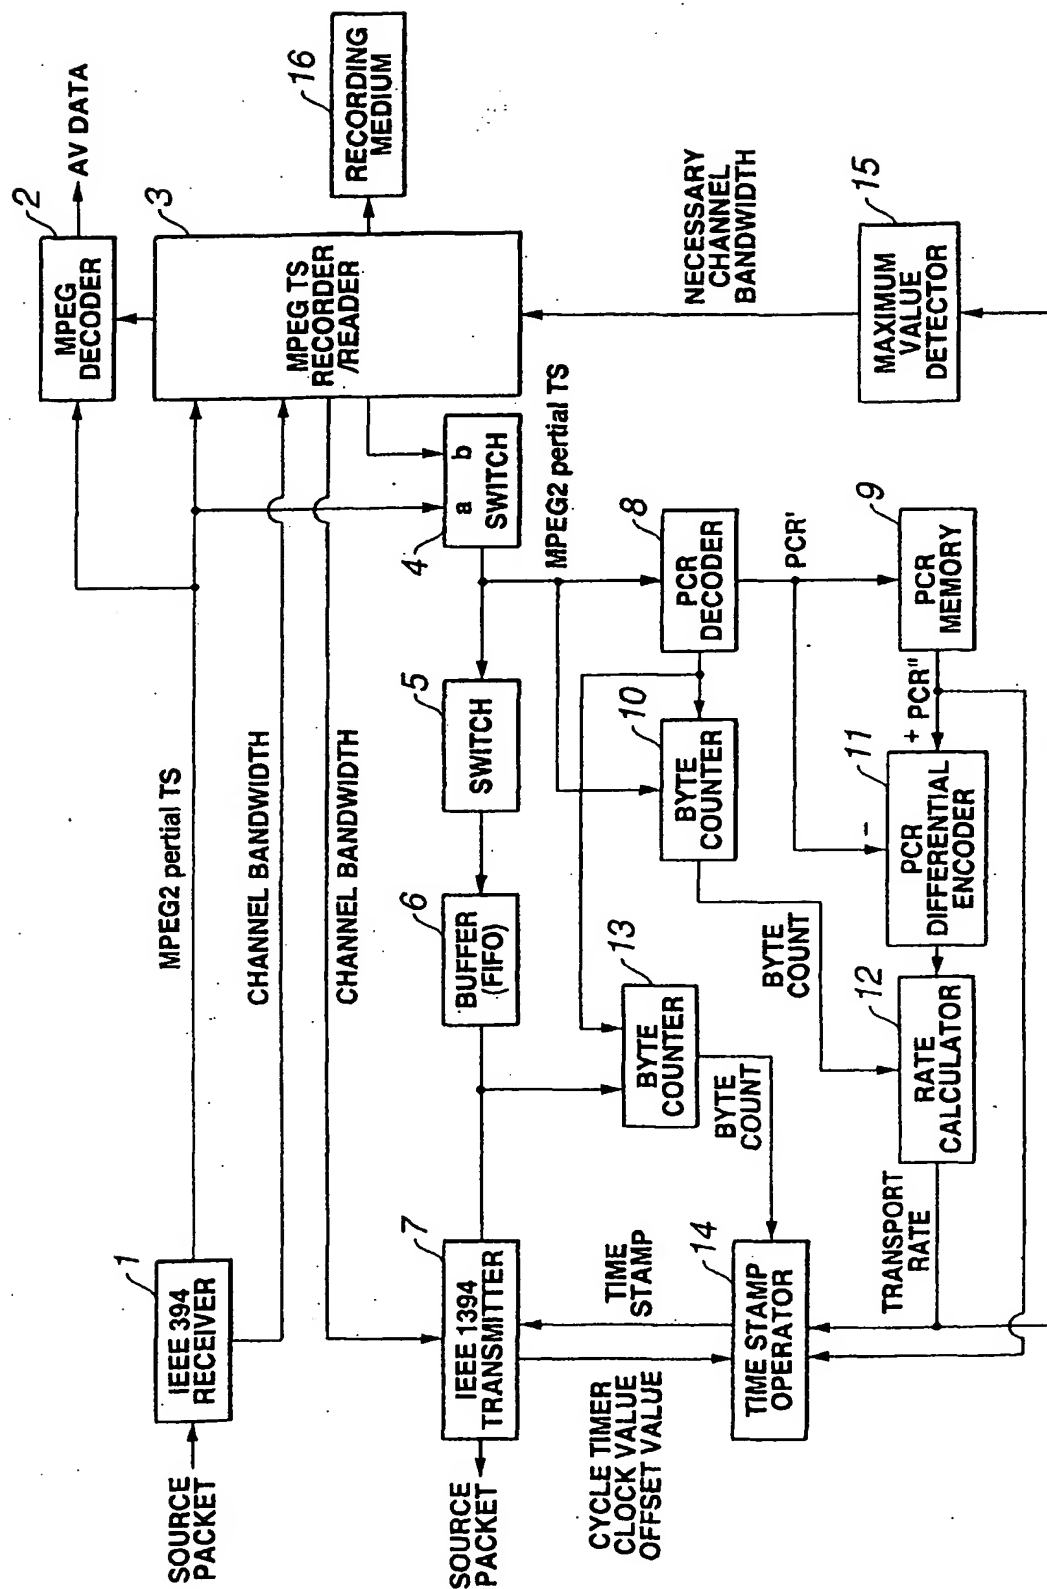 SOURCE
PACKET
1
IEEE 394
RECEIVER
MPEG2 pertial TS
CHANNEL BANDWIDTH
CHANNEL BANDWIDTH
2
MPEG
DECODER
AV DATA
3
MPEG TS
RECORDER
/READER
16
RECORDING
MEDIUM
SOURCE
PACKET
7
IEEE 1394
TRANSMITTER
6
BUFFER
(FIFO)
5
SWITCH
4
a b
SWITCH
MPEG2 pertial TS
NECESSARY
CHANNEL
BANDWIDTH
CYCLE TIMER
CLOCK VALUE
OFFSET VALUE
TIME
STAMP
14
TIME STAMP
OPERATOR
13
BYTE
COUNTER
BYTE
COUNT
10
BYTE
COUNTER
BYTE
COUNT
8
PCR
DECODER
PCR'
9
PCR
MEMORY
+ PCR"
−
11
PCR
DIFFERENTIAL
ENCODER
12
RATE
CALCULATOR
TRANSPORT
RATE
15
MAXIMUM
VALUE
DETECTOR